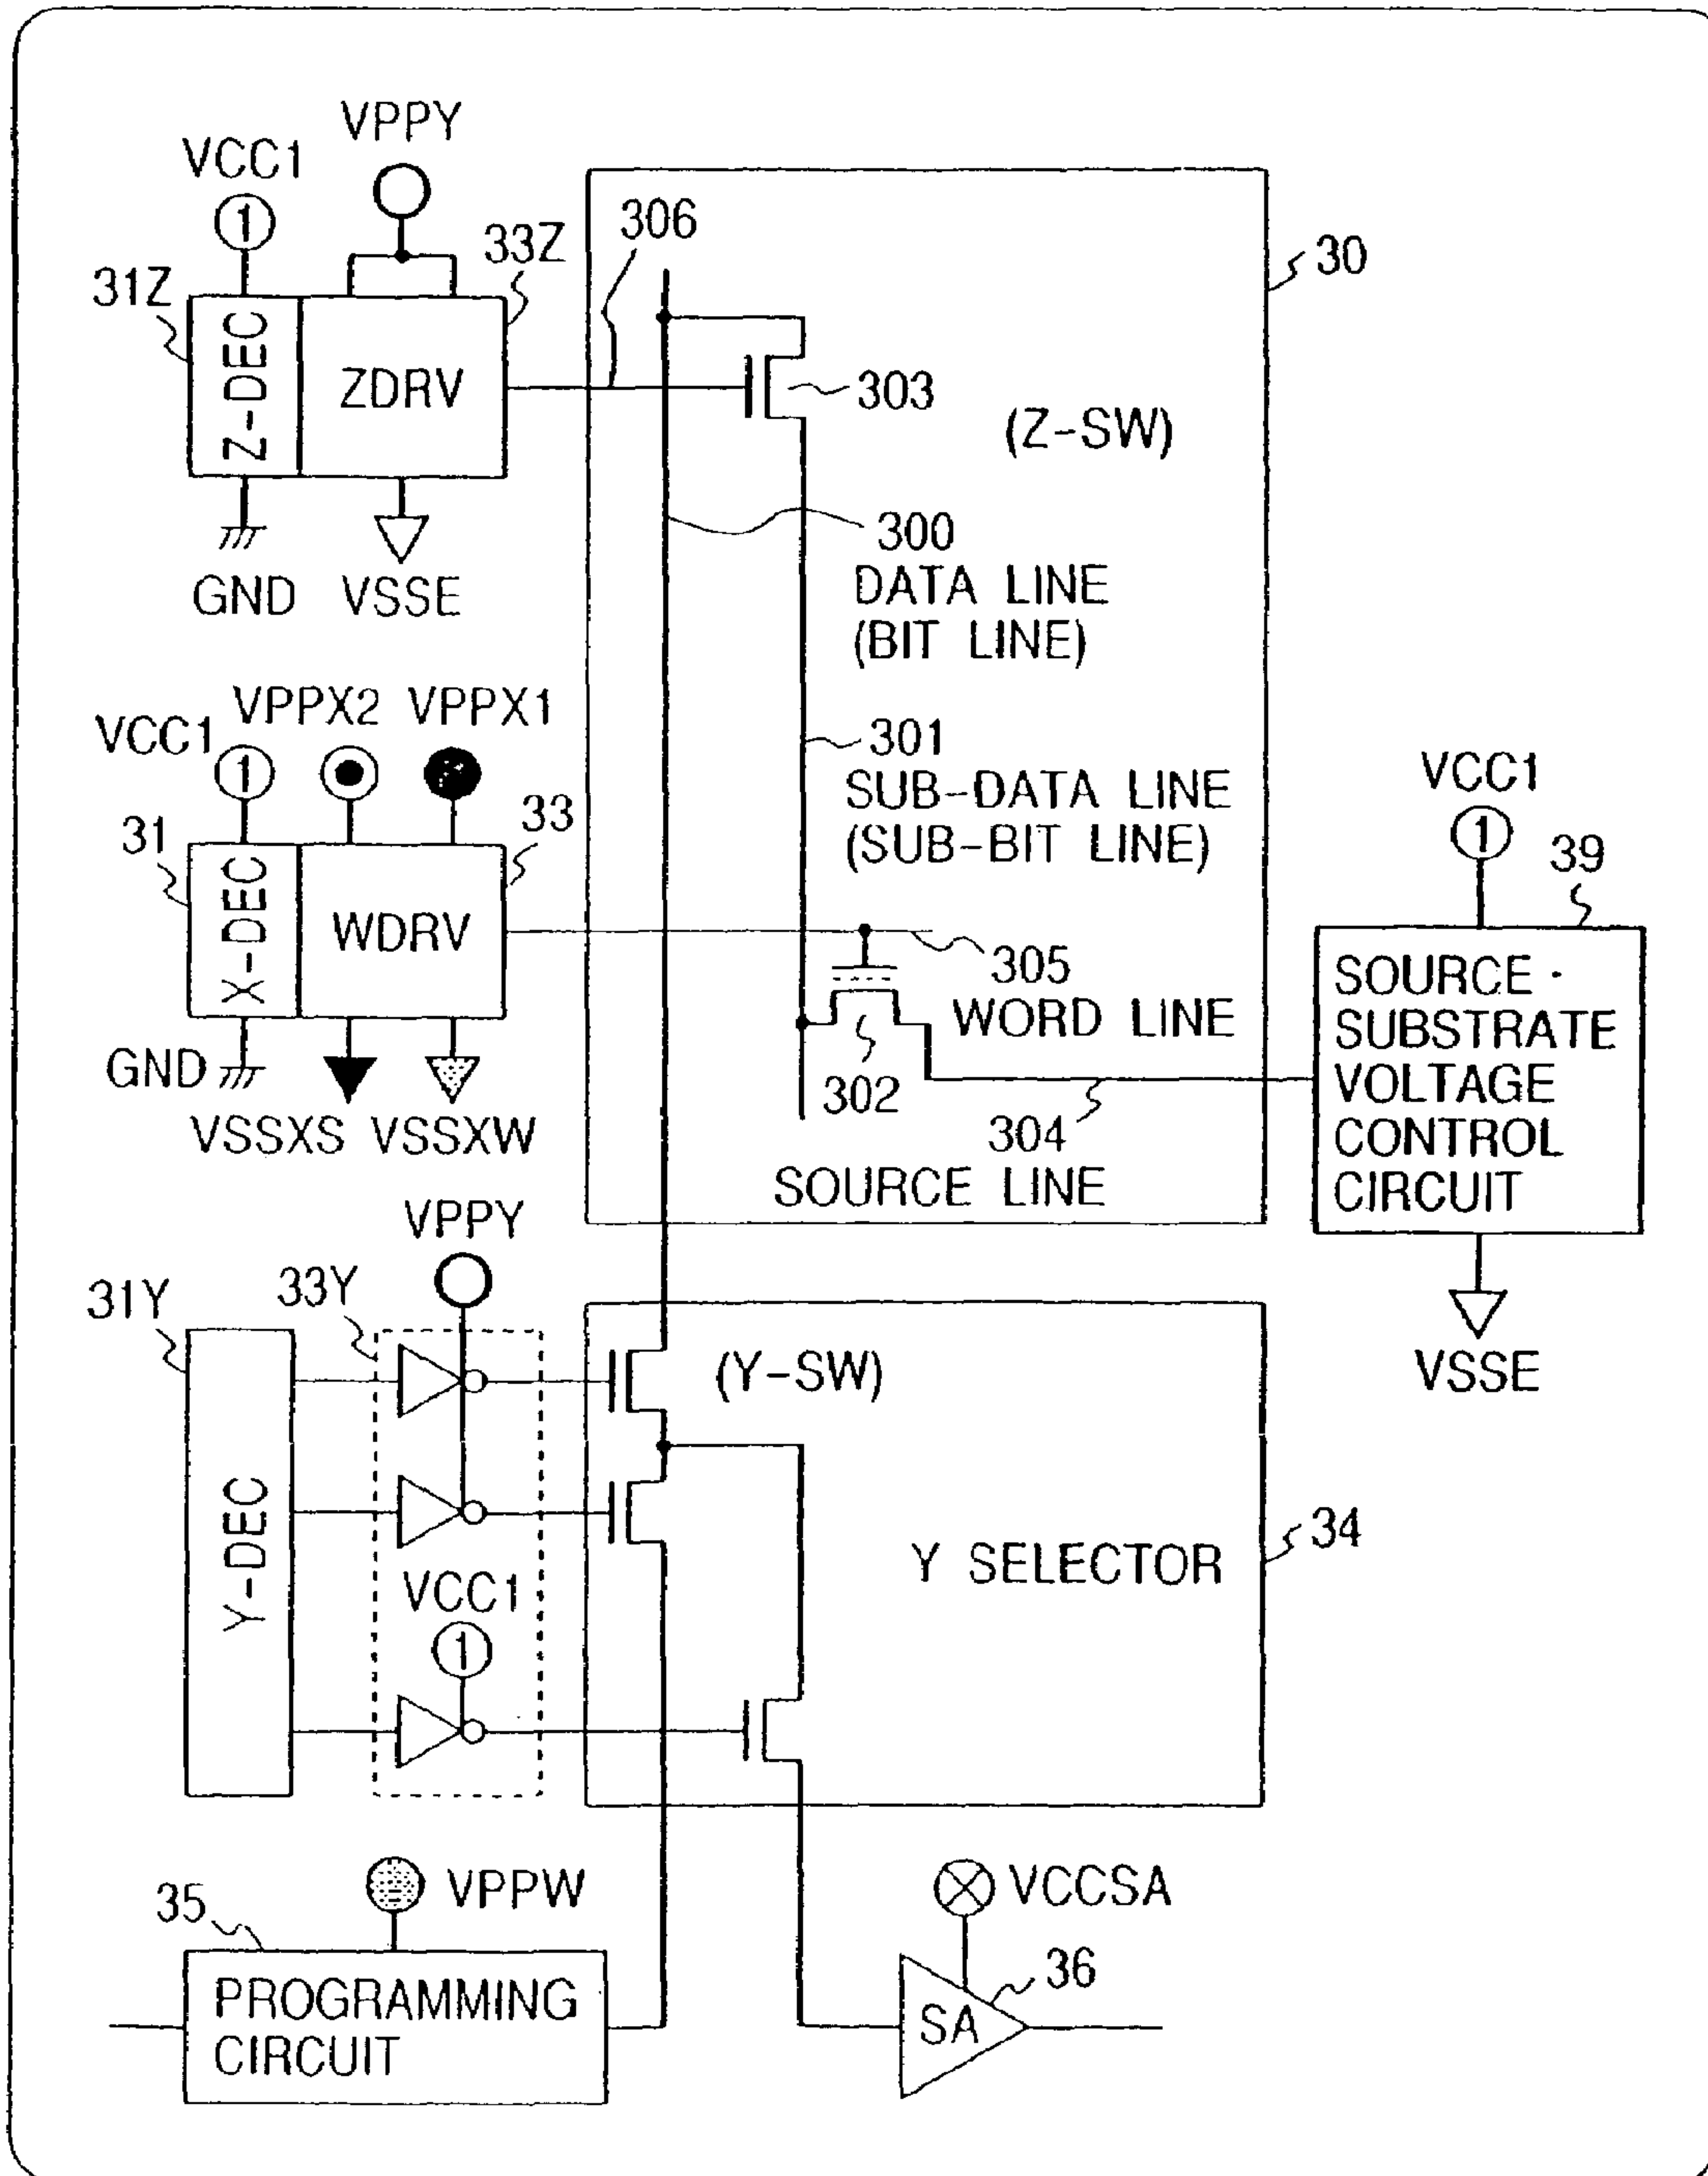 VPPY
VCC1
1
306
33Z
30
31Z
Z-DEC
ZDRV
303
(Z-SW)
300
DATA LINE
(BIT LINE)
GND
VSSE
VPPX2
VPPX1
VCC1
1
301
SUB-DATA LINE
(SUB-BIT LINE)
31
33
X-DEC
WDRV
305
WORD LINE
302
304
SOURCE LINE
GND
VSSXS
VSSXW
VCC1
1
39
SOURCE ·
SUBSTRATE
VOLTAGE
CONTROL
CIRCUIT
VSSE
VPPY
31Y
33Y
(Y-SW)
Y-DEC
VCC1
1
Y SELECTOR
34
35
VPPW
VCCSA
36
PROGRAMMING
CIRCUIT
SA